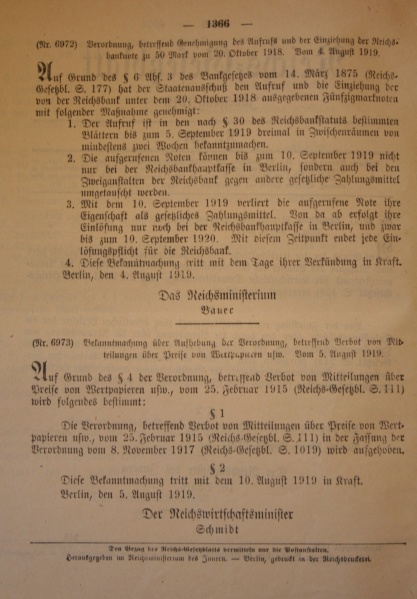 — 1366 —
(Nr. 6972) Verordnung, betreffend Genehmigung des Aufrufs und der Einziehung der Reichs-
banknote zu 50 Mark vom 20. Oktober 1918. Vom 4. August 1919.
Auf Grund des § 6 Abs. 3 des Bankgesetzes vom 14. März 1875 (Reichs-
Gesetzbl. S. 177) hat der Staatenausschuß den Aufruf und die Einziehung der
von der Reichsbank unter dem 20. Oktober 1918 ausgegebenen Fünfzigmarknoten
mit folgender Maßnahme genehmigt:
1. Der Aufruf ist in den nach § 30 des Reichsbankstatuts bestimmten
Blättern bis zum 5. September 1919 dreimal in Zwischenräumen von
mindestens zwei Wochen bekanntzumachen.
2. Die aufgerufenen Noten können bis zum 10. September 1919 nicht
nur bei der Reichsbankhauptkasse in Berlin, sondern auch bei den
Zweiganstalten der Reichsbank gegen andere gesetzliche Zahlungsmittel
umgetauscht werden.
3. Mit dem 10. September 1919 verliert die aufgerufene Note ihre
Eigenschaft als gesetzliches Zahlungsmittel. Von da ab erfolgt ihre
Einlösung nur noch bei der Reichsbankhauptkasse in Berlin, und zwar
bis zum 10. September 1920. Mit diesem Zeitpunkt endet jede Ein-
lösungspflicht für die Reichsbank.
4. Diese Bekanntmachung tritt mit dem Tage ihrer Verkündung in Kraft.
Berlin, den 4. August 1919.
Das Reichsministerium
Bauer
(Nr. 6973) Bekanntmachung über Aufhebung der Verordnung, betreffend Verbot von Mit-
teilungen über Preise von Wertpapieren usw. Vom 5. August 1919.
Auf Grund des § 4 der Verordnung, betreffend Verbot von Mitteilungen über
Preise von Wertpapieren usw., vom 25. Februar 1915 (Reichs-Gesetzbl. S. 111)
wird folgendes bestimmt:
§ 1
Die Verordnung, betreffend Verbot von Mitteilungen über Preise von Wert-
papieren usw., vom 25. Februar 1915 (Reichs-Gesetzbl. S. 111) in der Fassung der
Verordnung vom 8. November 1917 (Reichs-Gesetzbl. S. 1019) wird aufgehoben.
§ 2
Diese Bekanntmachung tritt mit dem 10. August 1919 in Kraft.
Berlin, den 5. August 1919.
Der Reichswirtschaftsminister
Schmidt
Den Bezug des Reichs-Gesetzblatts vermitteln nur die Postanstalten.
Herausgegeben im Reichsministerium des Innern. — Berlin, gedruckt in der Reichsdruckerei.